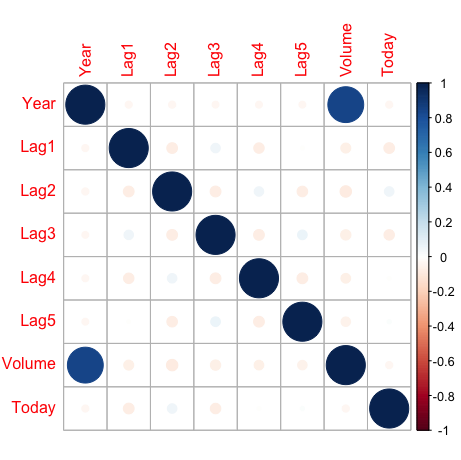 Year Lag1 Lag2 Lag3 Lag4 Lag5 Volume Today
Year
Lag1
Lag2
Lag3
Lag4
Lag5
Volume
Today
1
0.8
0.6
0.4
0.2
0
-0.2
-0.4
-0.6
-0.8
-1